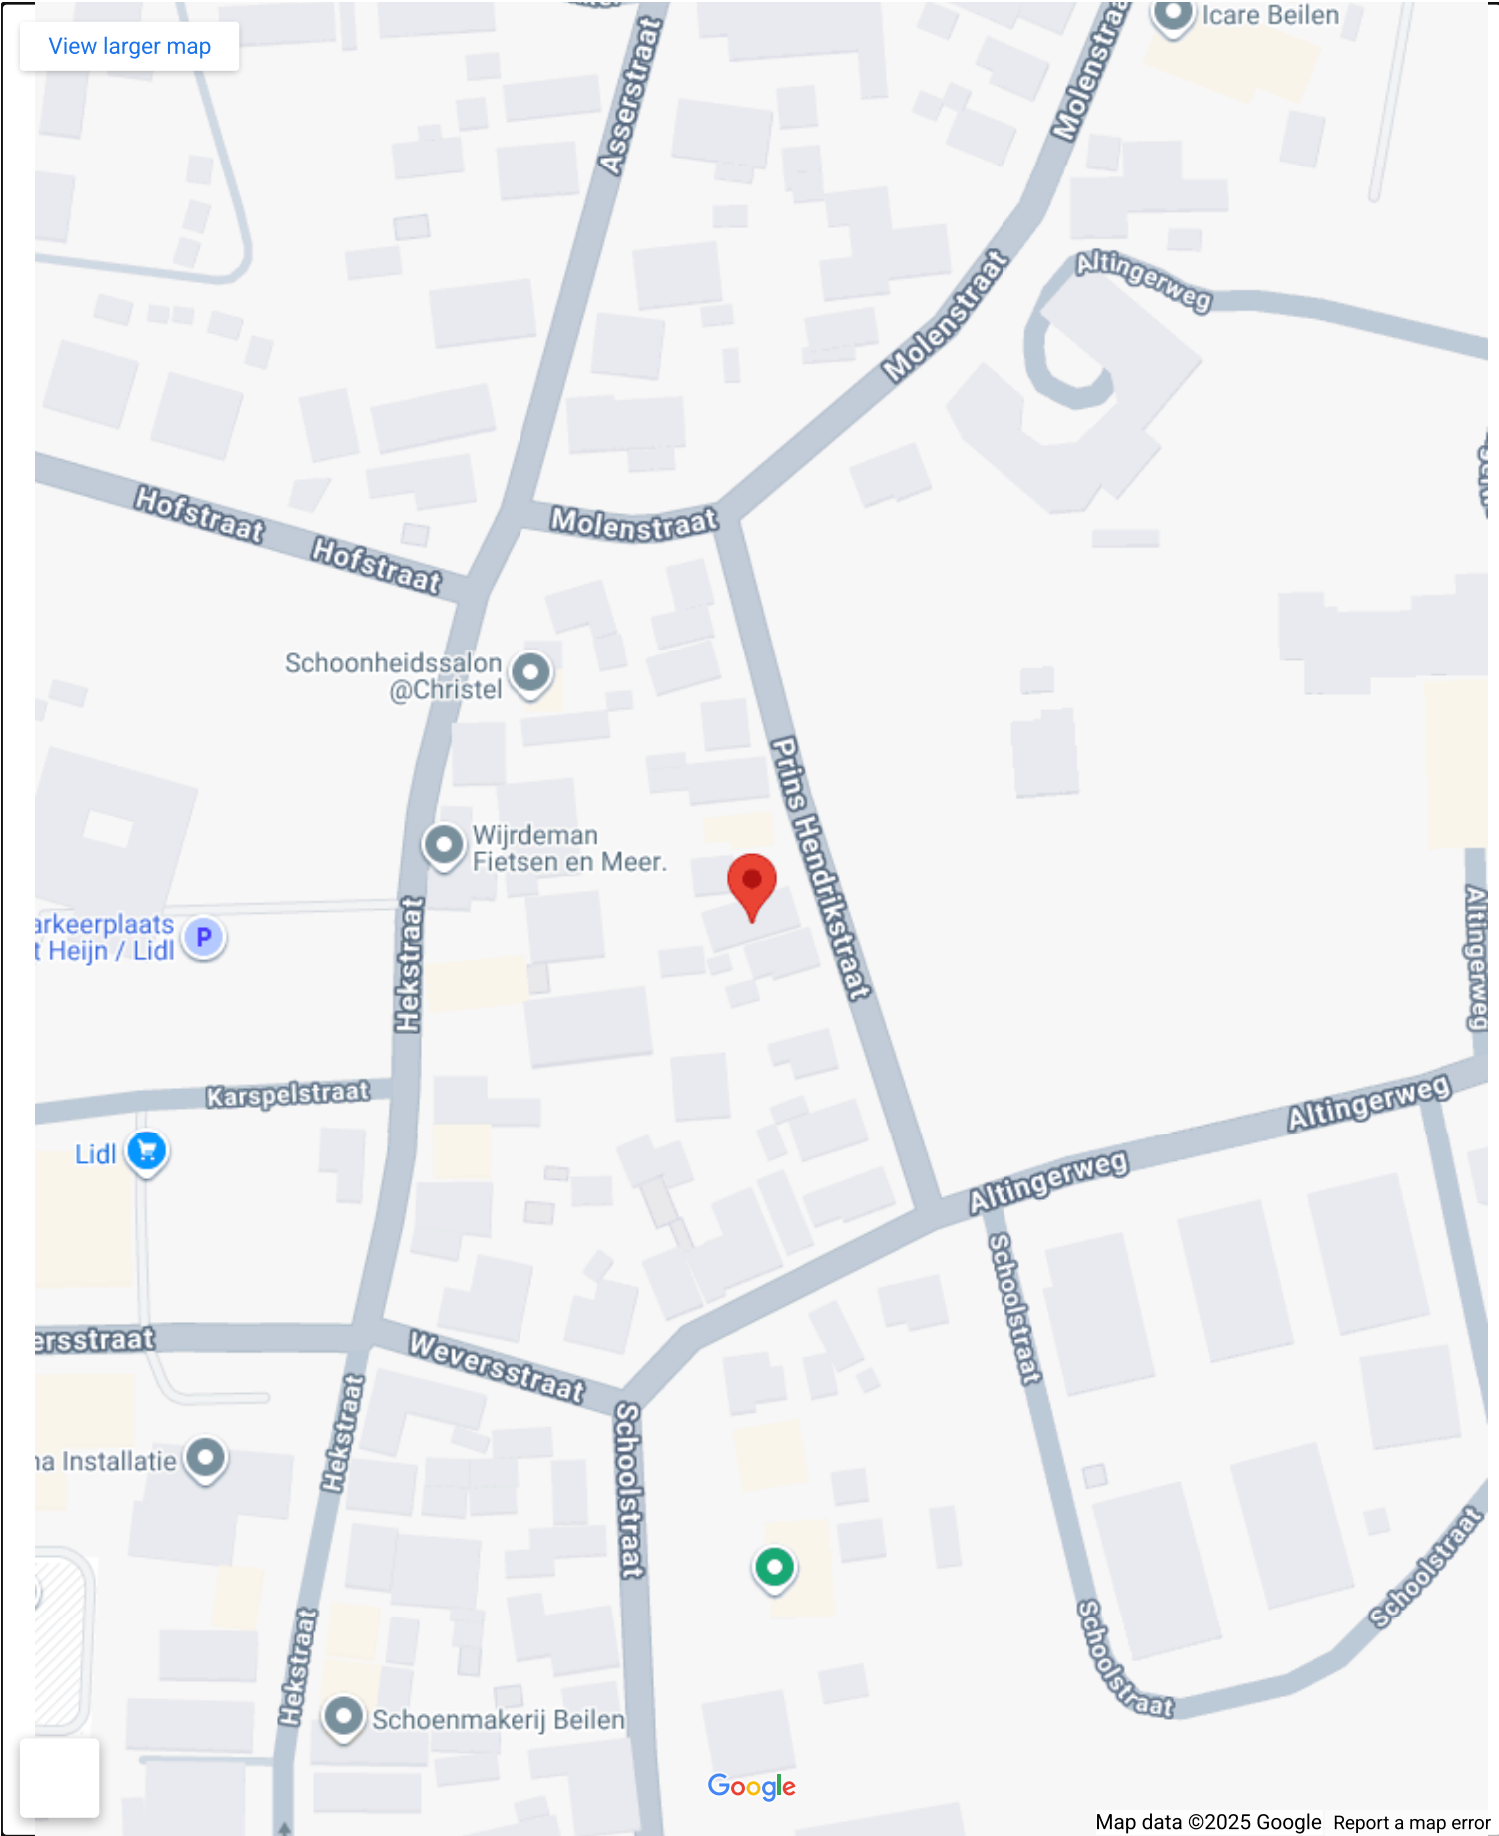 View larger map
Icare Beilen
Asserstraat
Molenstraat
Altingerweg
Molenstraat
Hofstraat
Hofstraat
Molenstraat
Schoonheidssalon
@Christel
Prins Hendrikstraat
Wijrdeman
Fietsen en Meer.
arkeerplaats
t Heijn / Lidl
P
Hekstraat
Altingerweg
Karspelstraat
Altingerweg
Lidl
Altingerweg
Schoolstraat
ersstraat
Weversstraat
Hekstraat
Schoolstraat
na Installatie
Schoolstraat
Hekstraat
Schoolstraat
Schoenmakerij Beilen
Google
Map data ©2025 Google
Report a map error